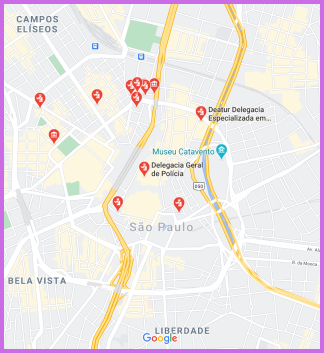 CAMPOS
ELÍSEOS
Deatur Delegacia
Especializada em...
Museu Catavento
Delegacia Geral
de Polícia
050
São Paulo
BELA VISTA
LIBERDADE
Google